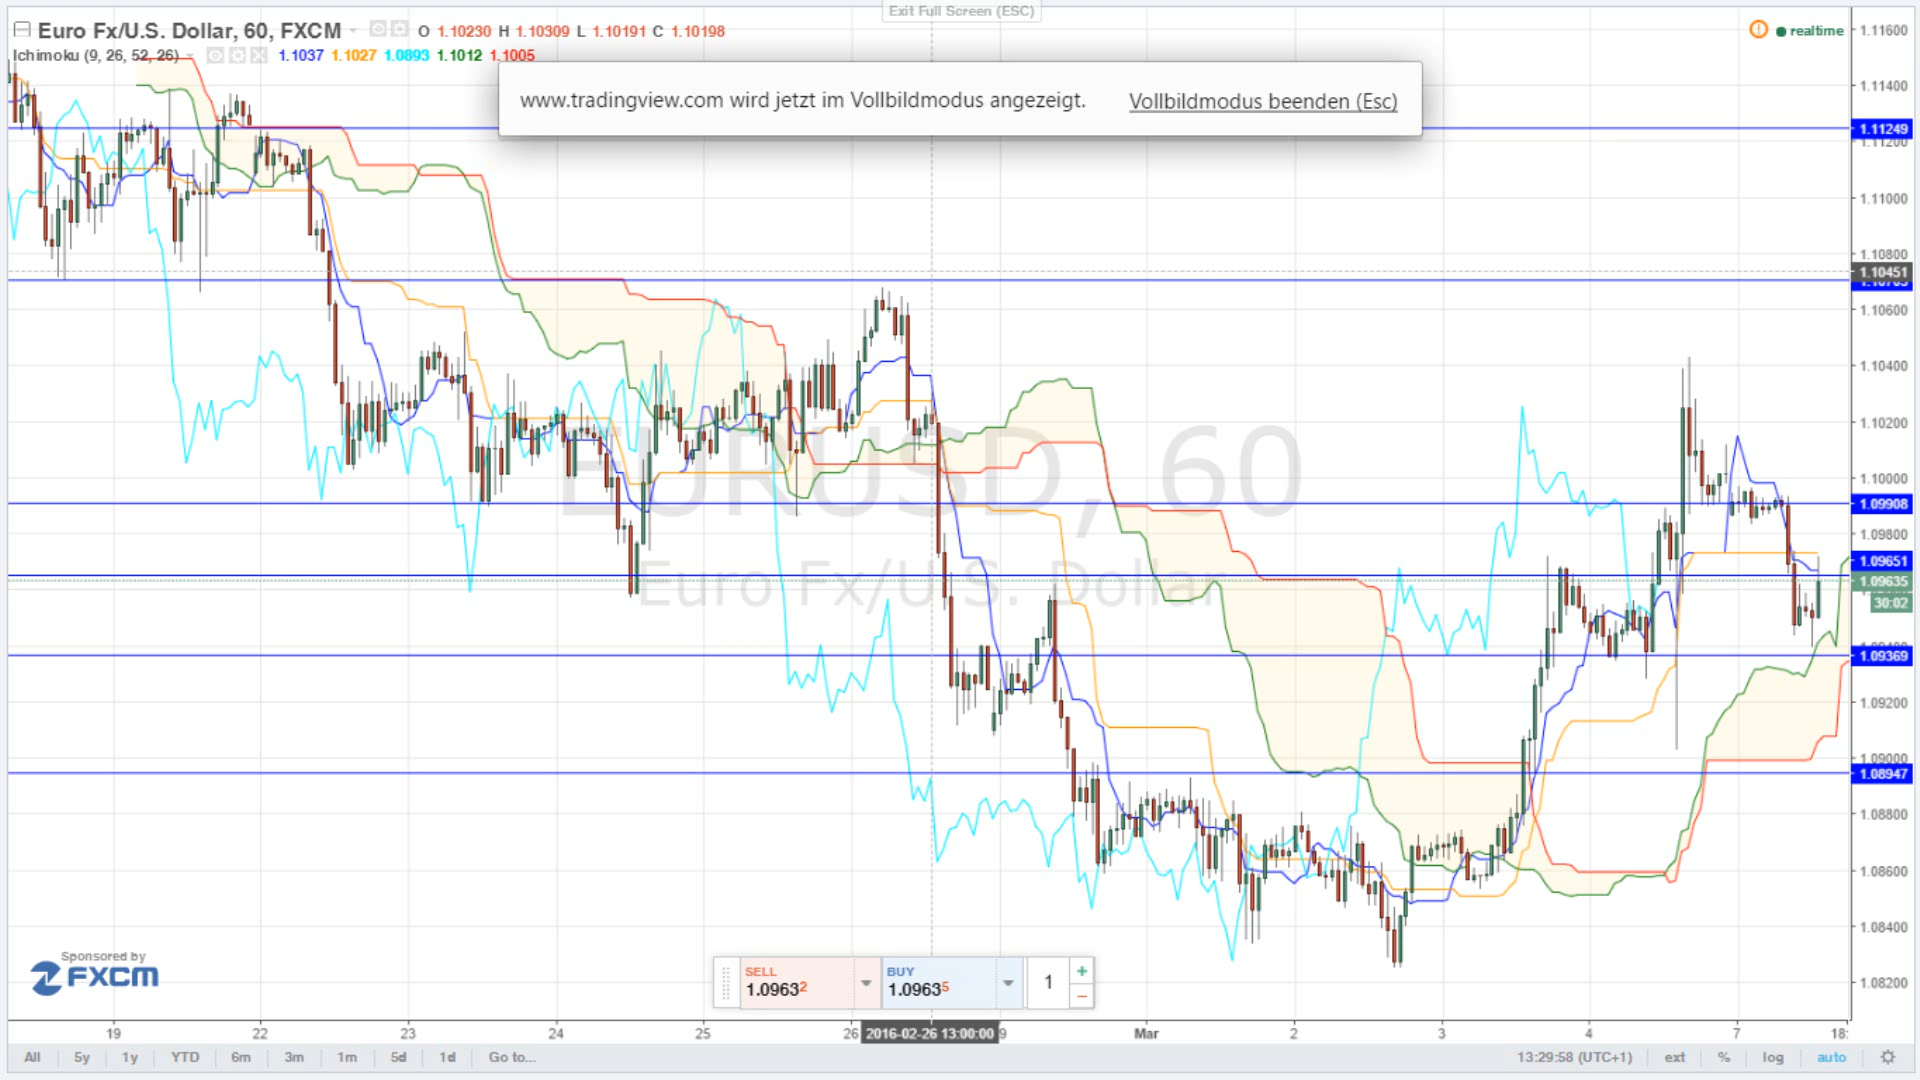 Exit Full Screen (ESC)
Euro Fx/U.S. Dollar, 60, FXCM O 1.10230 H 1.10309 L 1.10191 C 1.10198
realtime
Ichimoku (9, 26, 52, 26) 1.1037 1.1027 1.0893 1.1012 1.1005
www.tradingview.com wird jetzt im Vollbildmodus angezeigt. Vollbildmodus beenden (Esc)
1.11600
1.11400
1.11249
1.11200
1.11000
1.10800
1.10451
1.10600
1.10400
1.10200
1.10000
1.09908
1.09800
1.09651
1.09635
30:02
1.09369
1.09200
1.09000
1.08947
1.08800
1.08600
1.08400
1.08200
EURUSD, 60
Euro Fx/U.S. Dollar
Sponsored by
FXCM
SELL
1.09632
BUY
1.09635
1
+
−
19 22 23 24 25 26 2016-02-26 13:00:00 Mar 2 3 4 7 18:
All 5y 1y YTD 6m 3m 1m 5d 1d Go to... 13:29:58 (UTC+1) ext % log auto